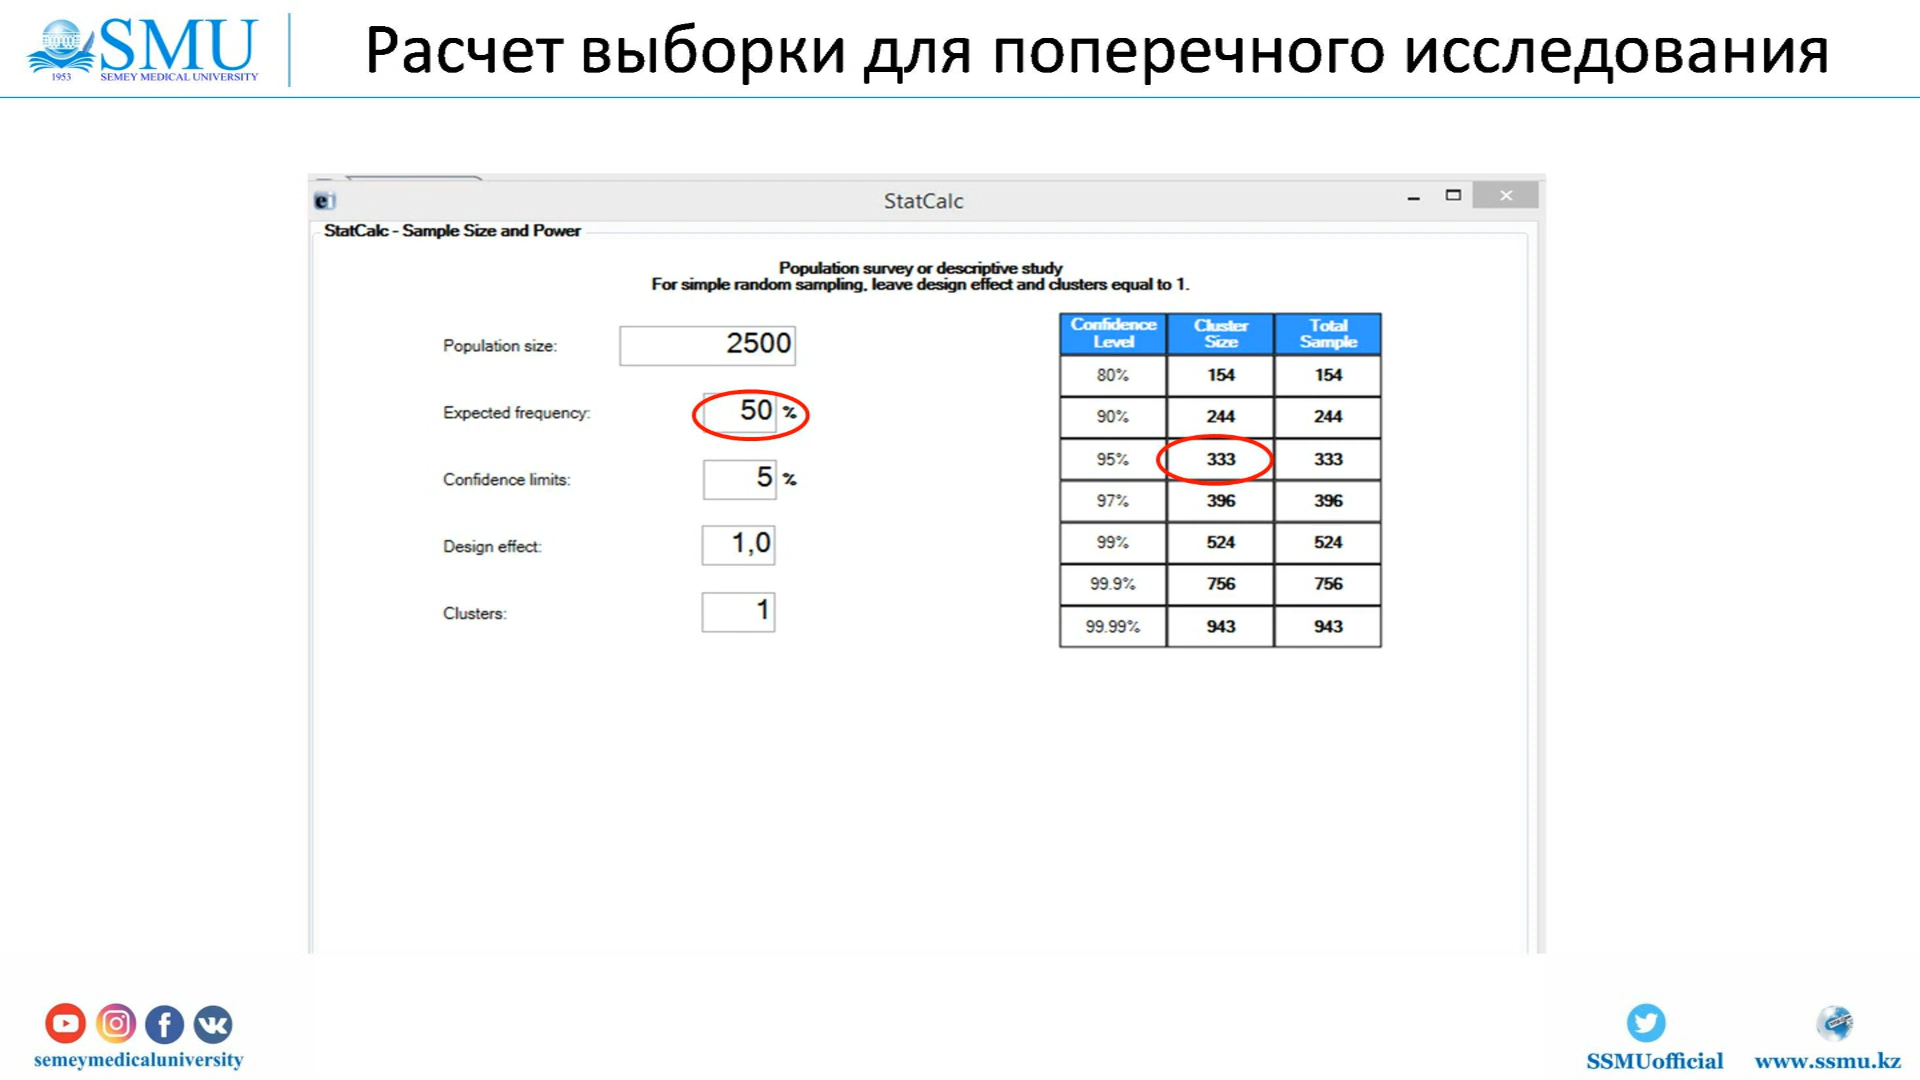 SMU
1953 SEMEY MEDICAL UNIVERSITY
Расчет выборки для поперечного исследования
StatCalc
StatCalc - Sample Size and Power
Population survey or descriptive study
For simple random sampling, leave design effect and clusters equal to 1.
Population size: 2500
Expected frequency: 50 %
Confidence limits: 5 %
Design effect: 1,0
Clusters: 1
Confidence Level Cluster Size Total Sample
80% 154 154
90% 244 244
95% 333 333
97% 396 396
99% 524 524
99.9% 756 756
99.99% 943 943
semeymedicaluniversity
SSMUofficial
www.ssmu.kz